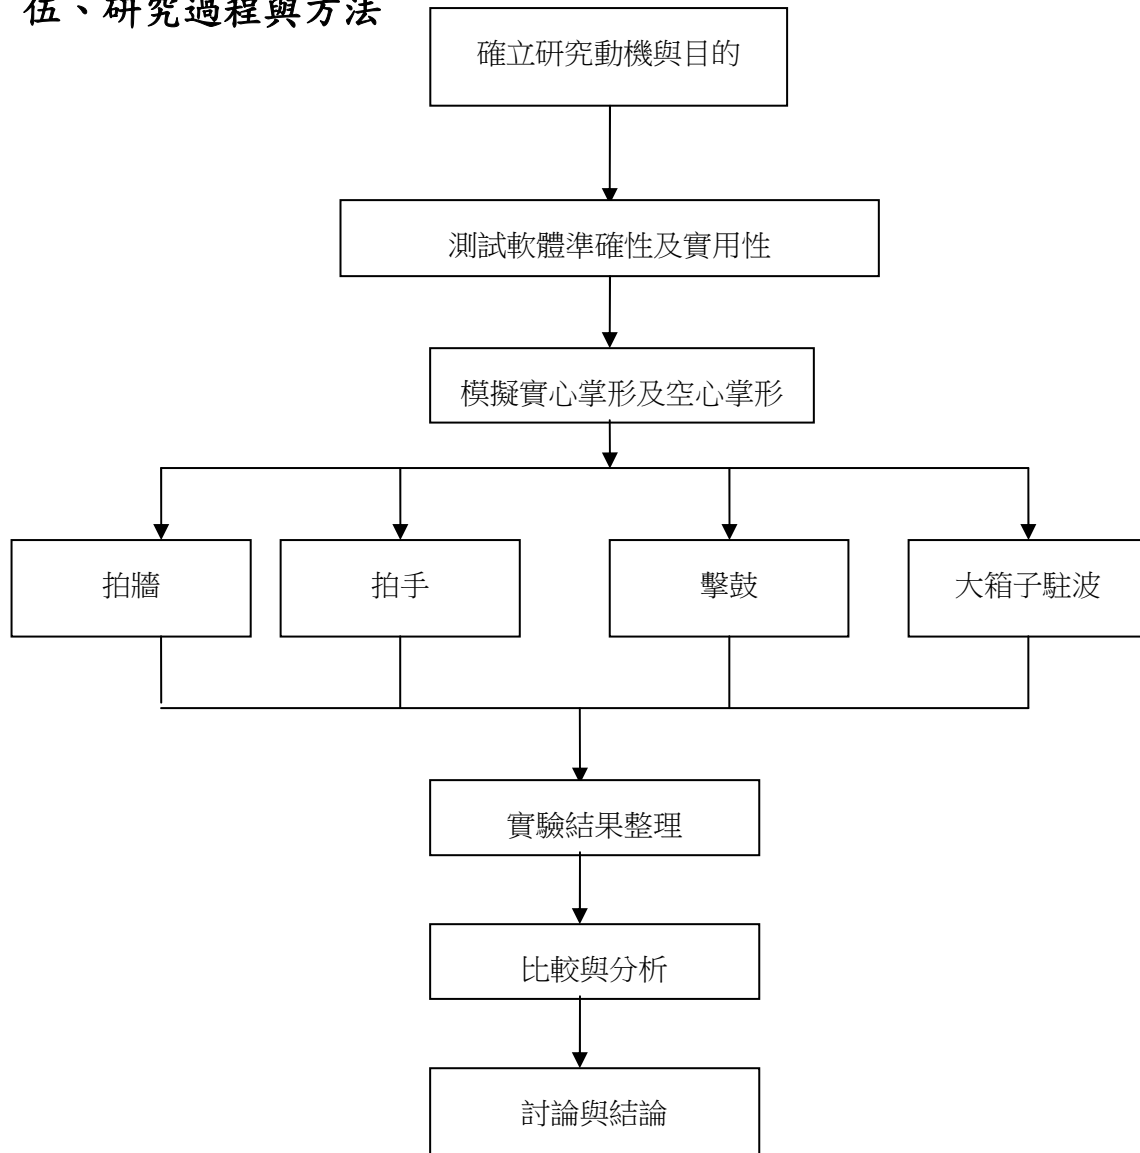 伍、研究過程與方法
確立研究動機與目的
測試軟體準確性及實用性
模擬實心掌形及空心掌形
拍牆
拍手
擊鼓
大箱子駐波
實驗結果整理
比較與分析
討論與結論